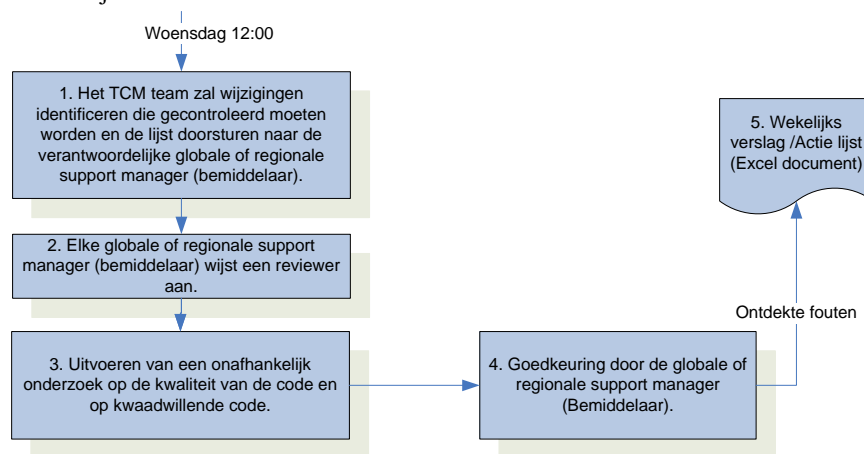 Woensdag 12:00
1. Het TCM team zal wijzigingen
identificeren die gecontroleerd moeten
worden en de lijst doorsturen naar de
verantwoordelijke globale of regionale
support manager (bemiddelaar).
2. Elke globale of regionale support
manager (bemiddelaar) wijst een reviewer
aan.
3. Uitvoeren van een onafhankelijk
onderzoek op de kwaliteit van de code en
op kwaadwillende code.
4. Goedkeuring door de globale of
regionale support manager
(Bemiddelaar).
Ontdekte fouten
5. Wekelijks
verslag /Actie lijst
(Excel document)